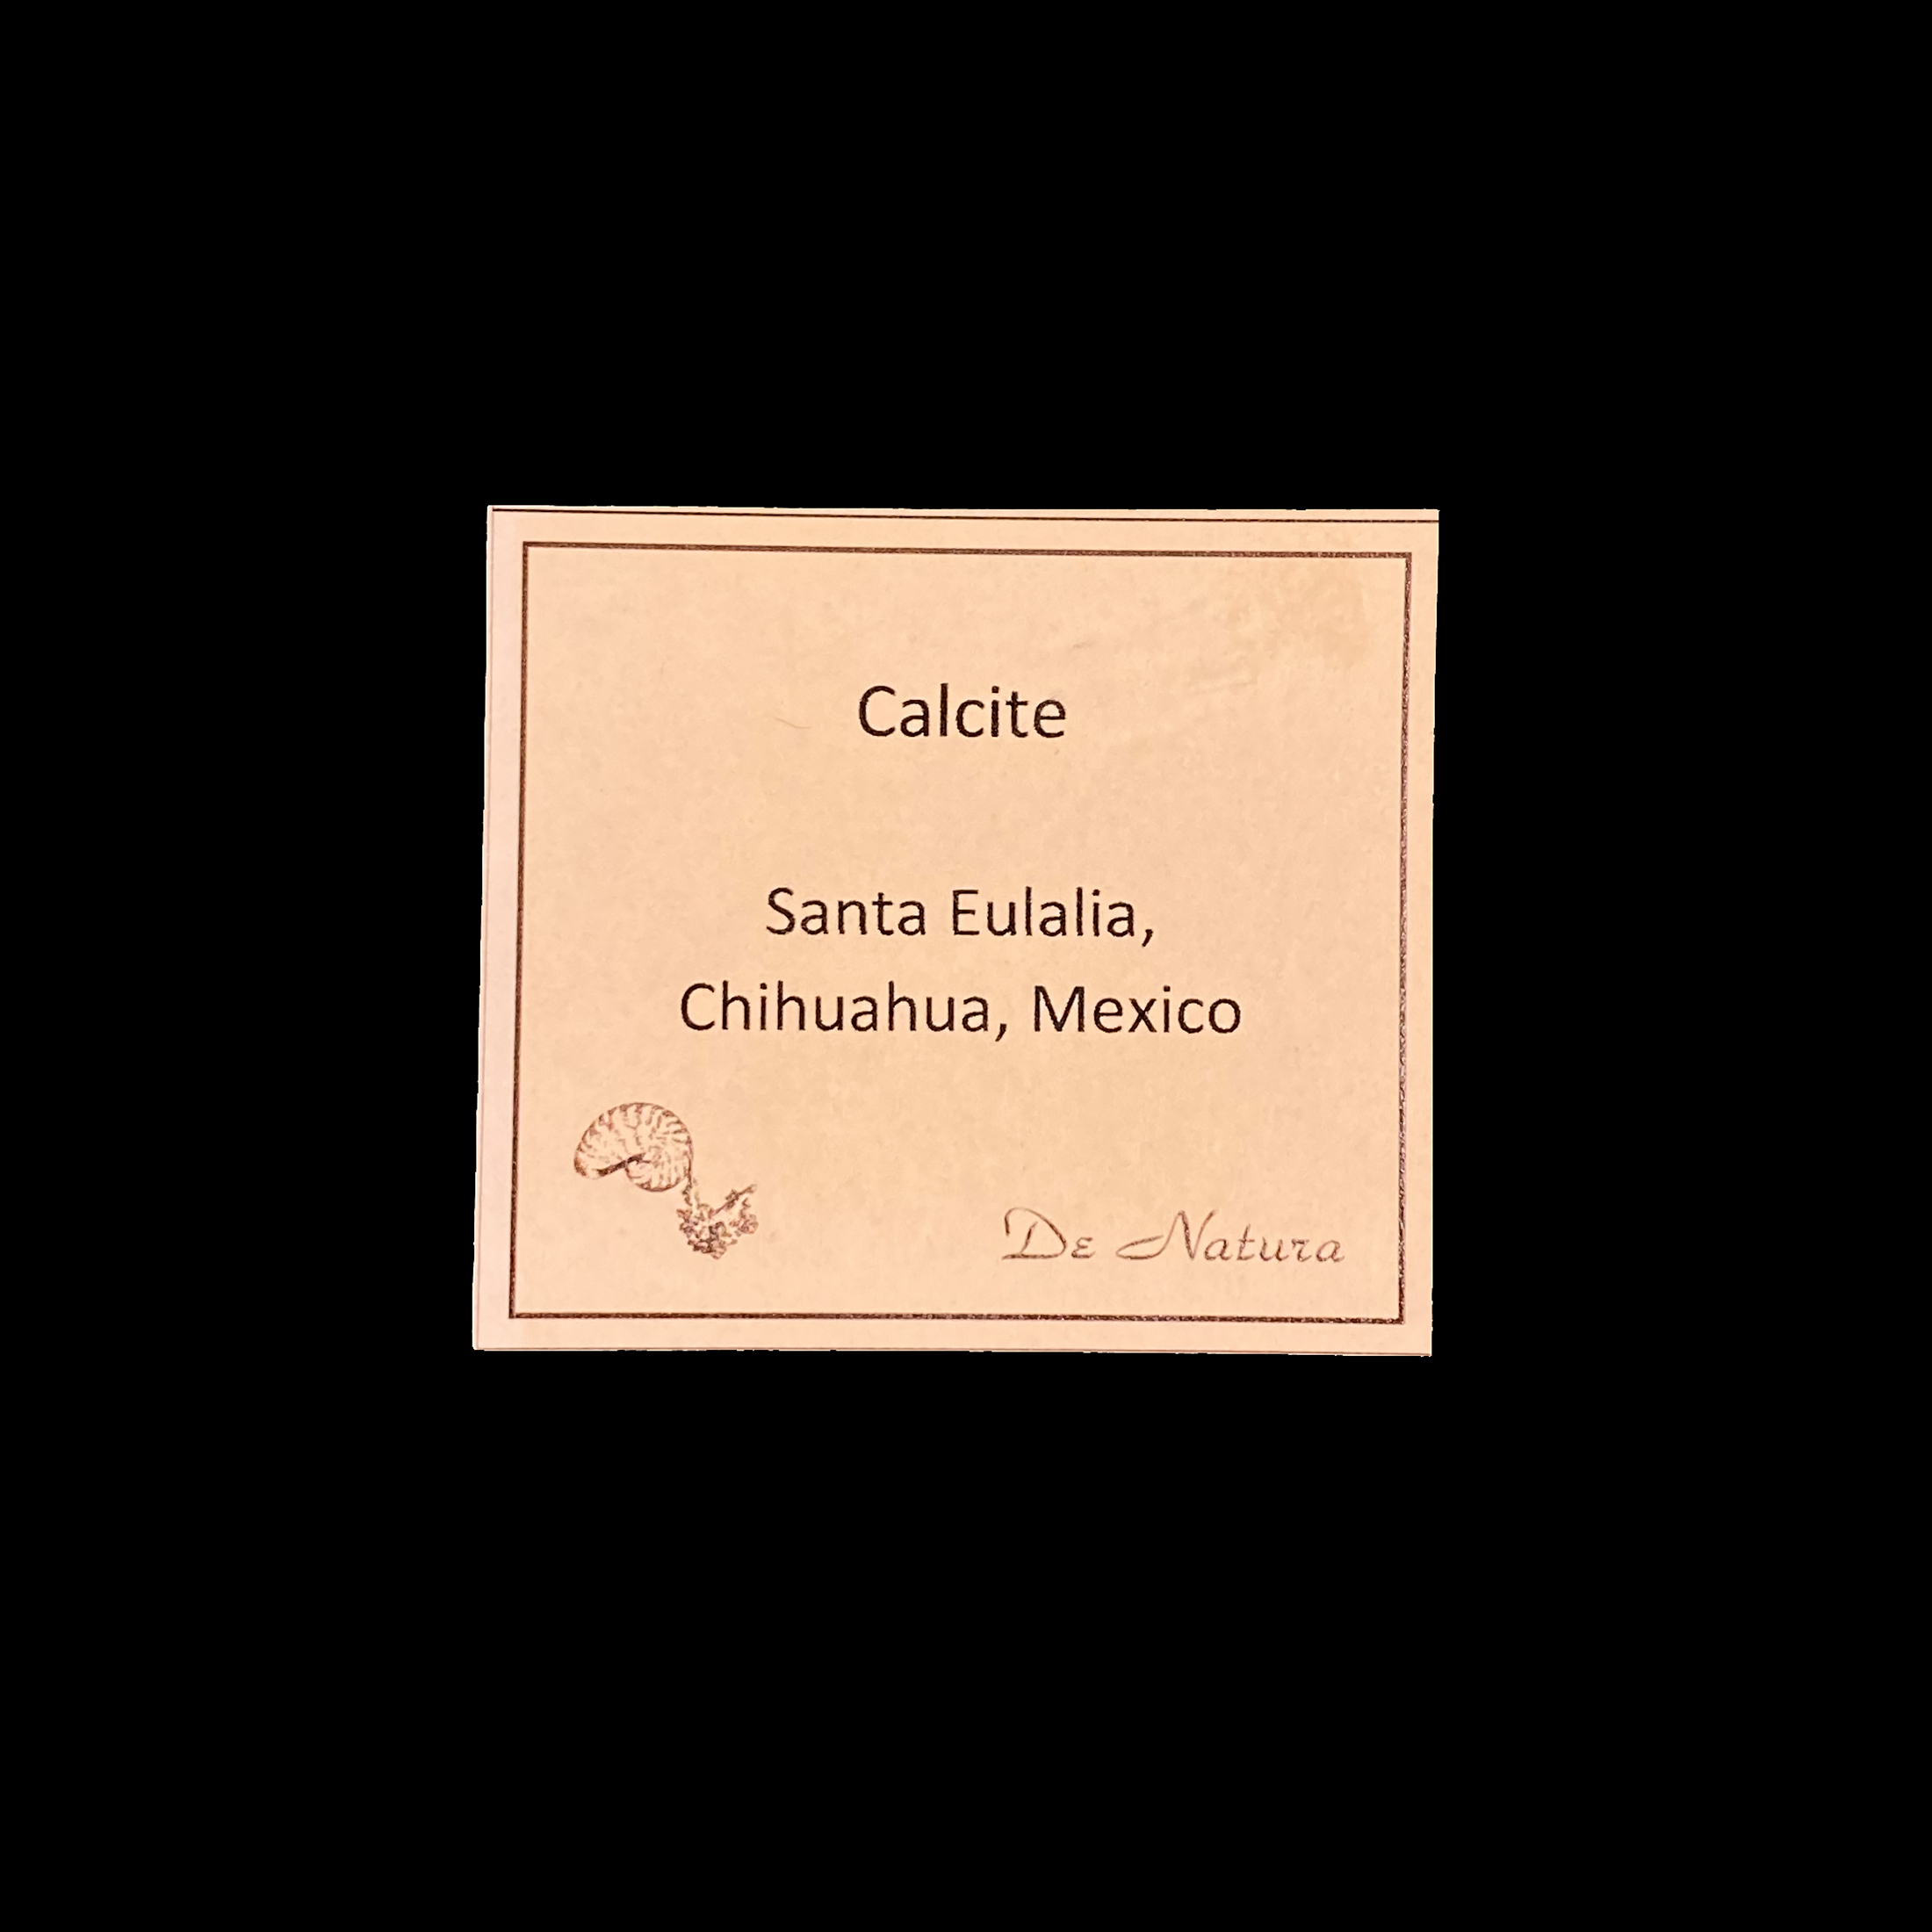 Calcite
Santa Eulalia,
Chihuahua, Mexico
De Natura